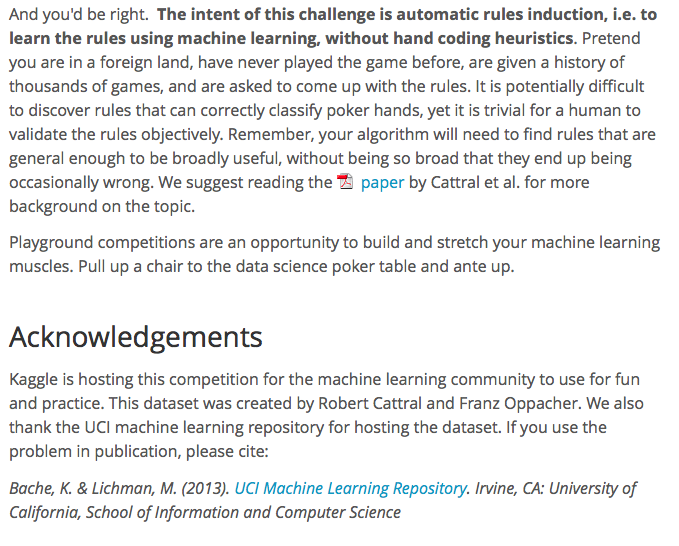 And you'd be right.  The intent of this challenge is automatic rules induction, i.e. to
learn the rules using machine learning, without hand coding heuristics. Pretend
you are in a foreign land, have never played the game before, are given a history of
thousands of games, and are asked to come up with the rules. It is potentially difficult
to discover rules that can correctly classify poker hands, yet it is trivial for a human to
validate the rules objectively. Remember, your algorithm will need to find rules that are
general enough to be broadly useful, without being so broad that they end up being
occasionally wrong. We suggest reading the paper by Cattral et al. for more
background on the topic.
Playground competitions are an opportunity to build and stretch your machine learning
muscles. Pull up a chair to the data science poker table and ante up.
Acknowledgements
Kaggle is hosting this competition for the machine learning community to use for fun
and practice. This dataset was created by Robert Cattral and Franz Oppacher. We also
thank the UCI machine learning repository for hosting the dataset. If you use the
problem in publication, please cite:
Bache, K. & Lichman, M. (2013). UCI Machine Learning Repository. Irvine, CA: University of
California, School of Information and Computer Science